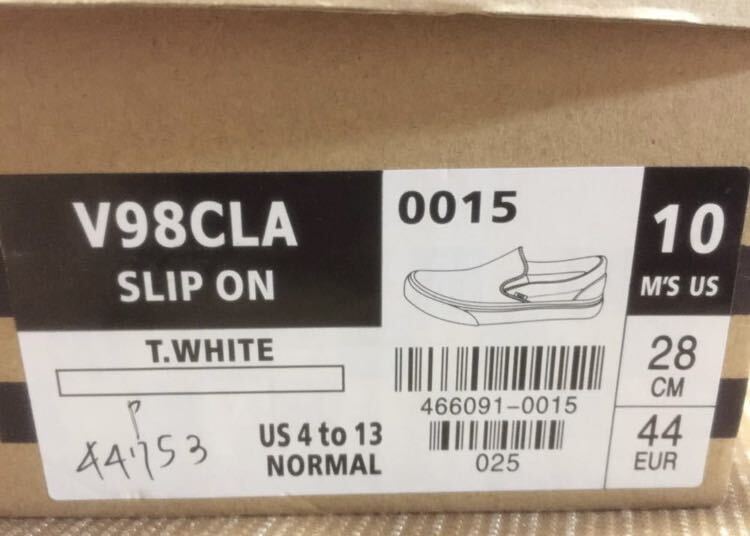 V98CLA
SLIP ON
0015
10
M'S US
T.WHITE
US 4 to 13
NORMAL
466091-0015
025
28
CM
44
EUR